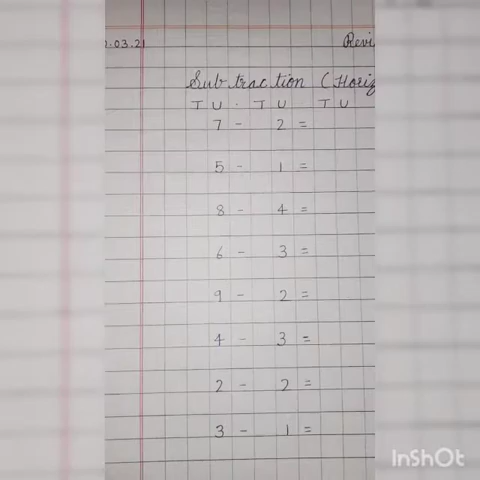 2.03.21 Revi
Subtraction (Horiz
T U . T U T U
7 - 2 =
5 - 1 =
8 - 4 =
6 - 3 =
9 - 2 =
4 - 3 =
2 - 2 =
3 - 1 =
InShOt